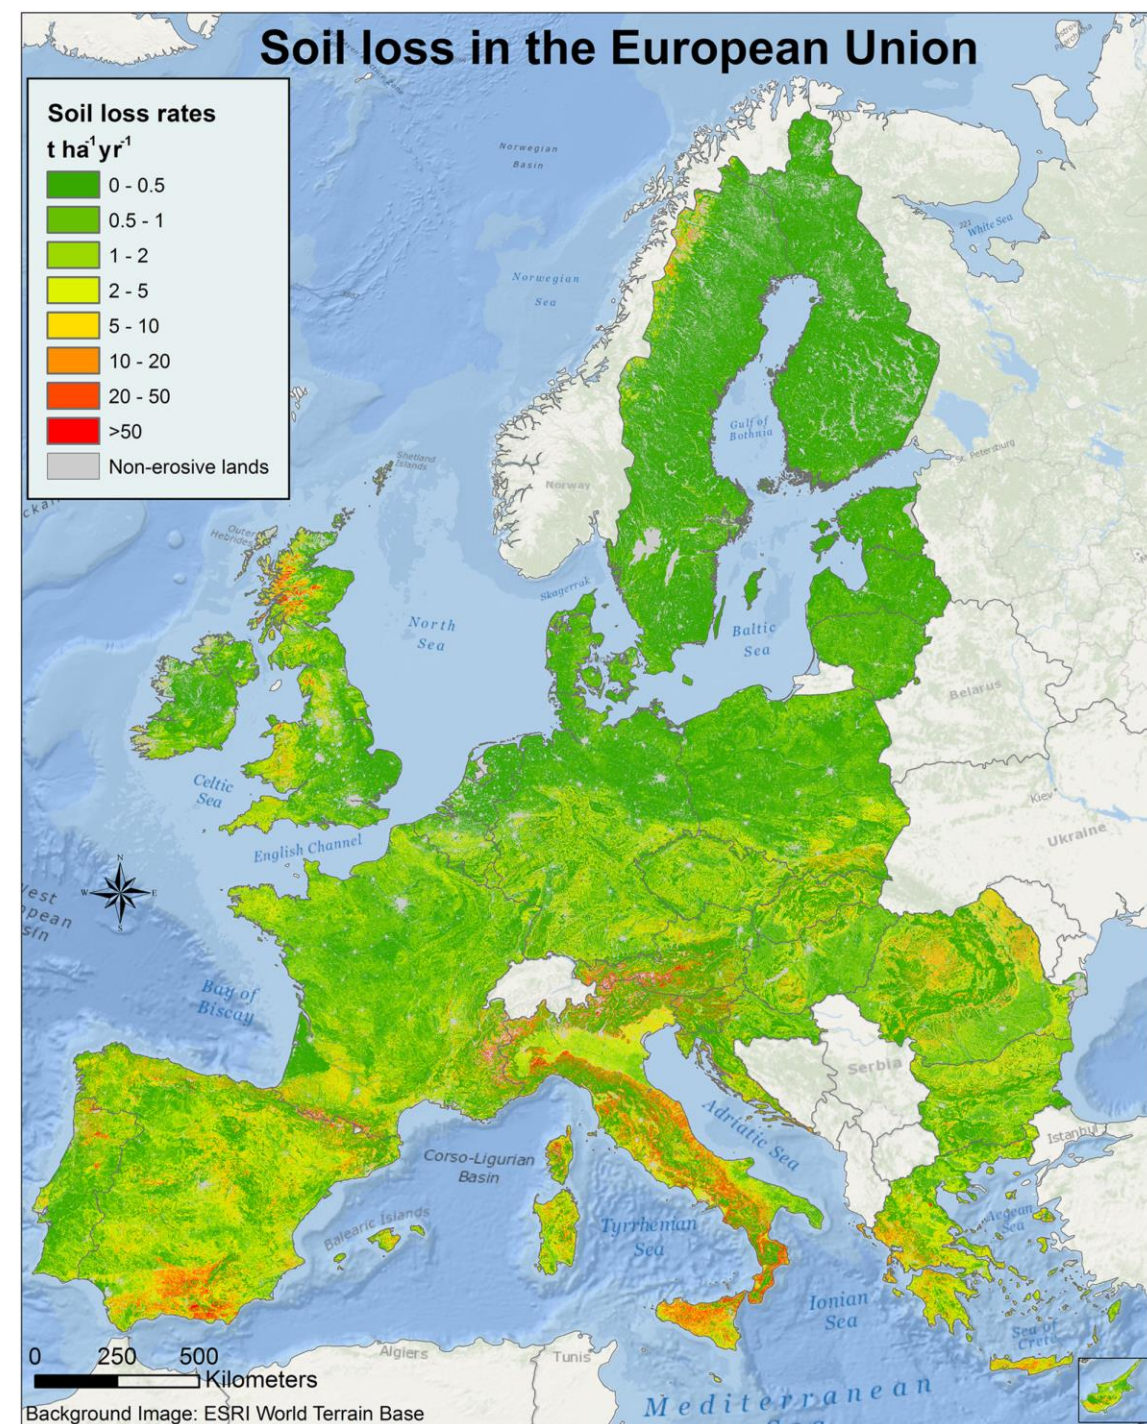 Soil loss in the European Union
Soil loss rates
t ha-1yr-1
0 - 0.5
0.5 - 1
1 - 2
2 - 5
5 - 10
10 - 20
20 - 50
>50
Non-erosive lands
Norwegian
Basin
Norwegian
Sea
White Sea
Gulf of
Bothnia
St. Petersburg
Shetland
Islands
Norway
Outer
Hebrides
Skagerrak
North
Sea
Baltic
Sea
Belarus
Celtic
Sea
Kiev
Ukraine
English Channel
N
W
E
S
Bay of
Biscay
Serbia
Istanbul
Adriatic Sea
Corso-Ligurian
Basin
Balearic Islands
Tyrrhenian
Sea
Aegean
Sea
Ionian
Sea
Sea of
Crete
0 250 500
Kilometers
Algiers
Tunis
Mediterranean
Background Image: ESRI World Terrain Base